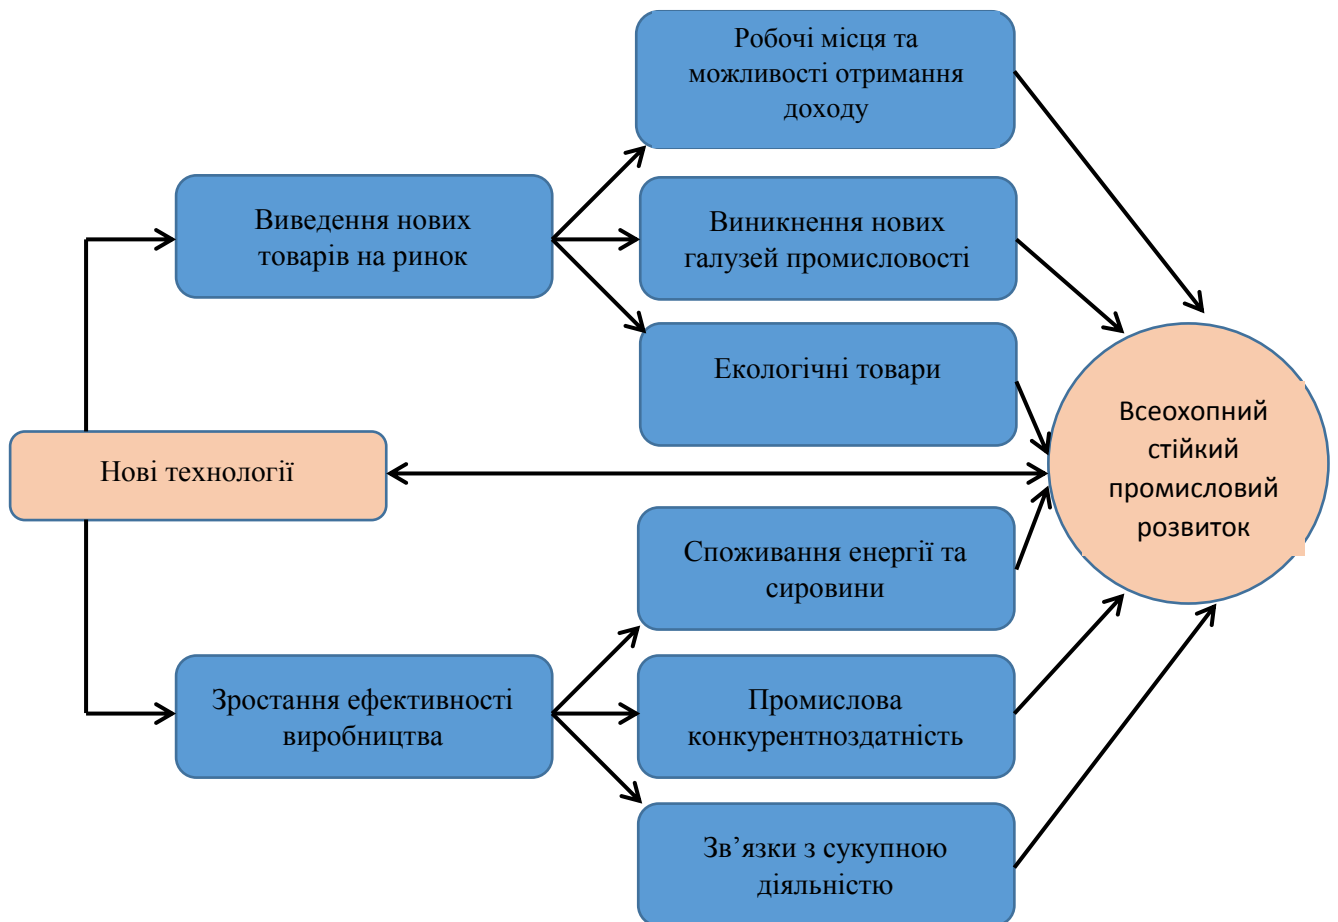 Робочі місця та
можливості отримання
доходу
Виведення нових
товарів на ринок
Виникнення нових
галузей промисловості
Екологічні товари
Нові технології
Всеохопний
стійкий
промисловий
розвиток
Споживання енергії та
сировини
Зростання ефективності
виробництва
Промислова
конкурентноздатність
Зв’язки з сукупною
діяльністю